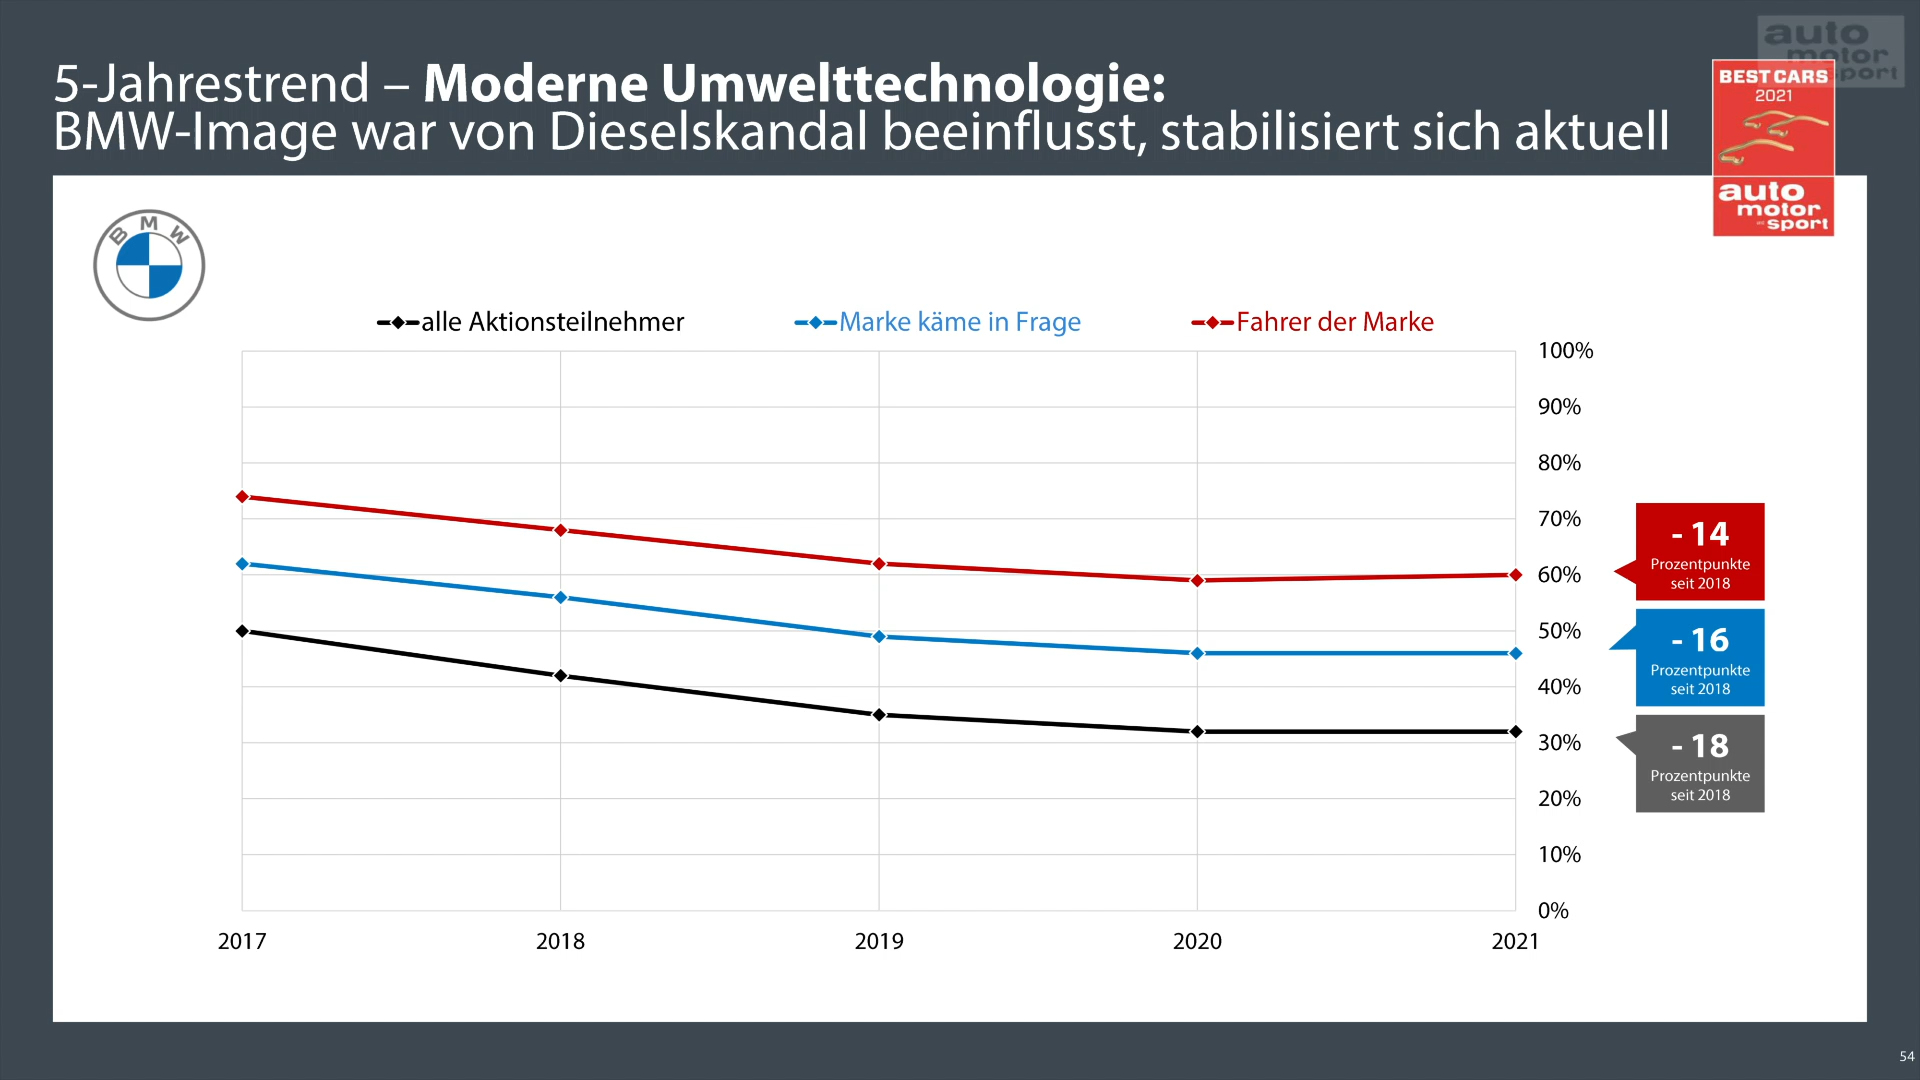 auto
motor
sport
5-Jahrestrend – Moderne Umwelttechnologie:
BMW-Image war von Dieselskandal beeinflusst, stabilisiert sich aktuell
BEST CARS
2021
auto
motor
sport
BMW
alle Aktionsteilnehmer
Marke käme in Frage
Fahrer der Marke
100%
90%
80%
70%
60%
50%
40%
30%
20%
10%
0%
- 14
Prozentpunkte
seit 2018
- 16
Prozentpunkte
seit 2018
- 18
Prozentpunkte
seit 2018
2017
2018
2019
2020
2021
54